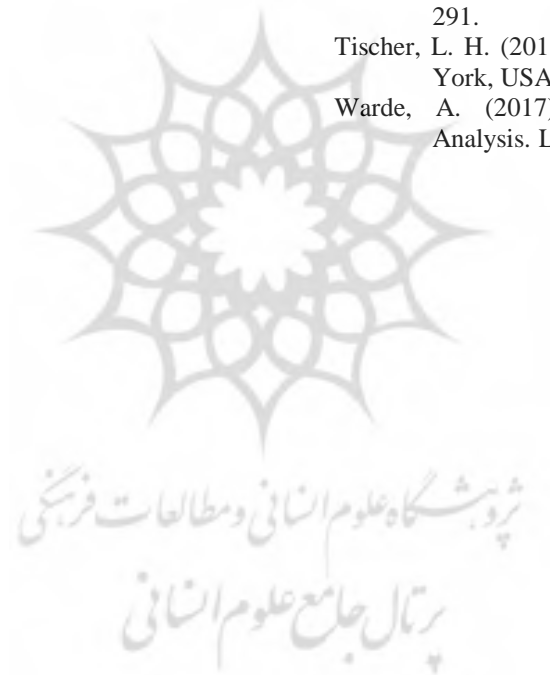 291.
Tischer, L. H. (201
York, USA
Warde, A. (2017)
Analysis. L
پژوهشگاه علوم انسانی و مطالعات فرهنگی
پرتال جامع علوم انسانی